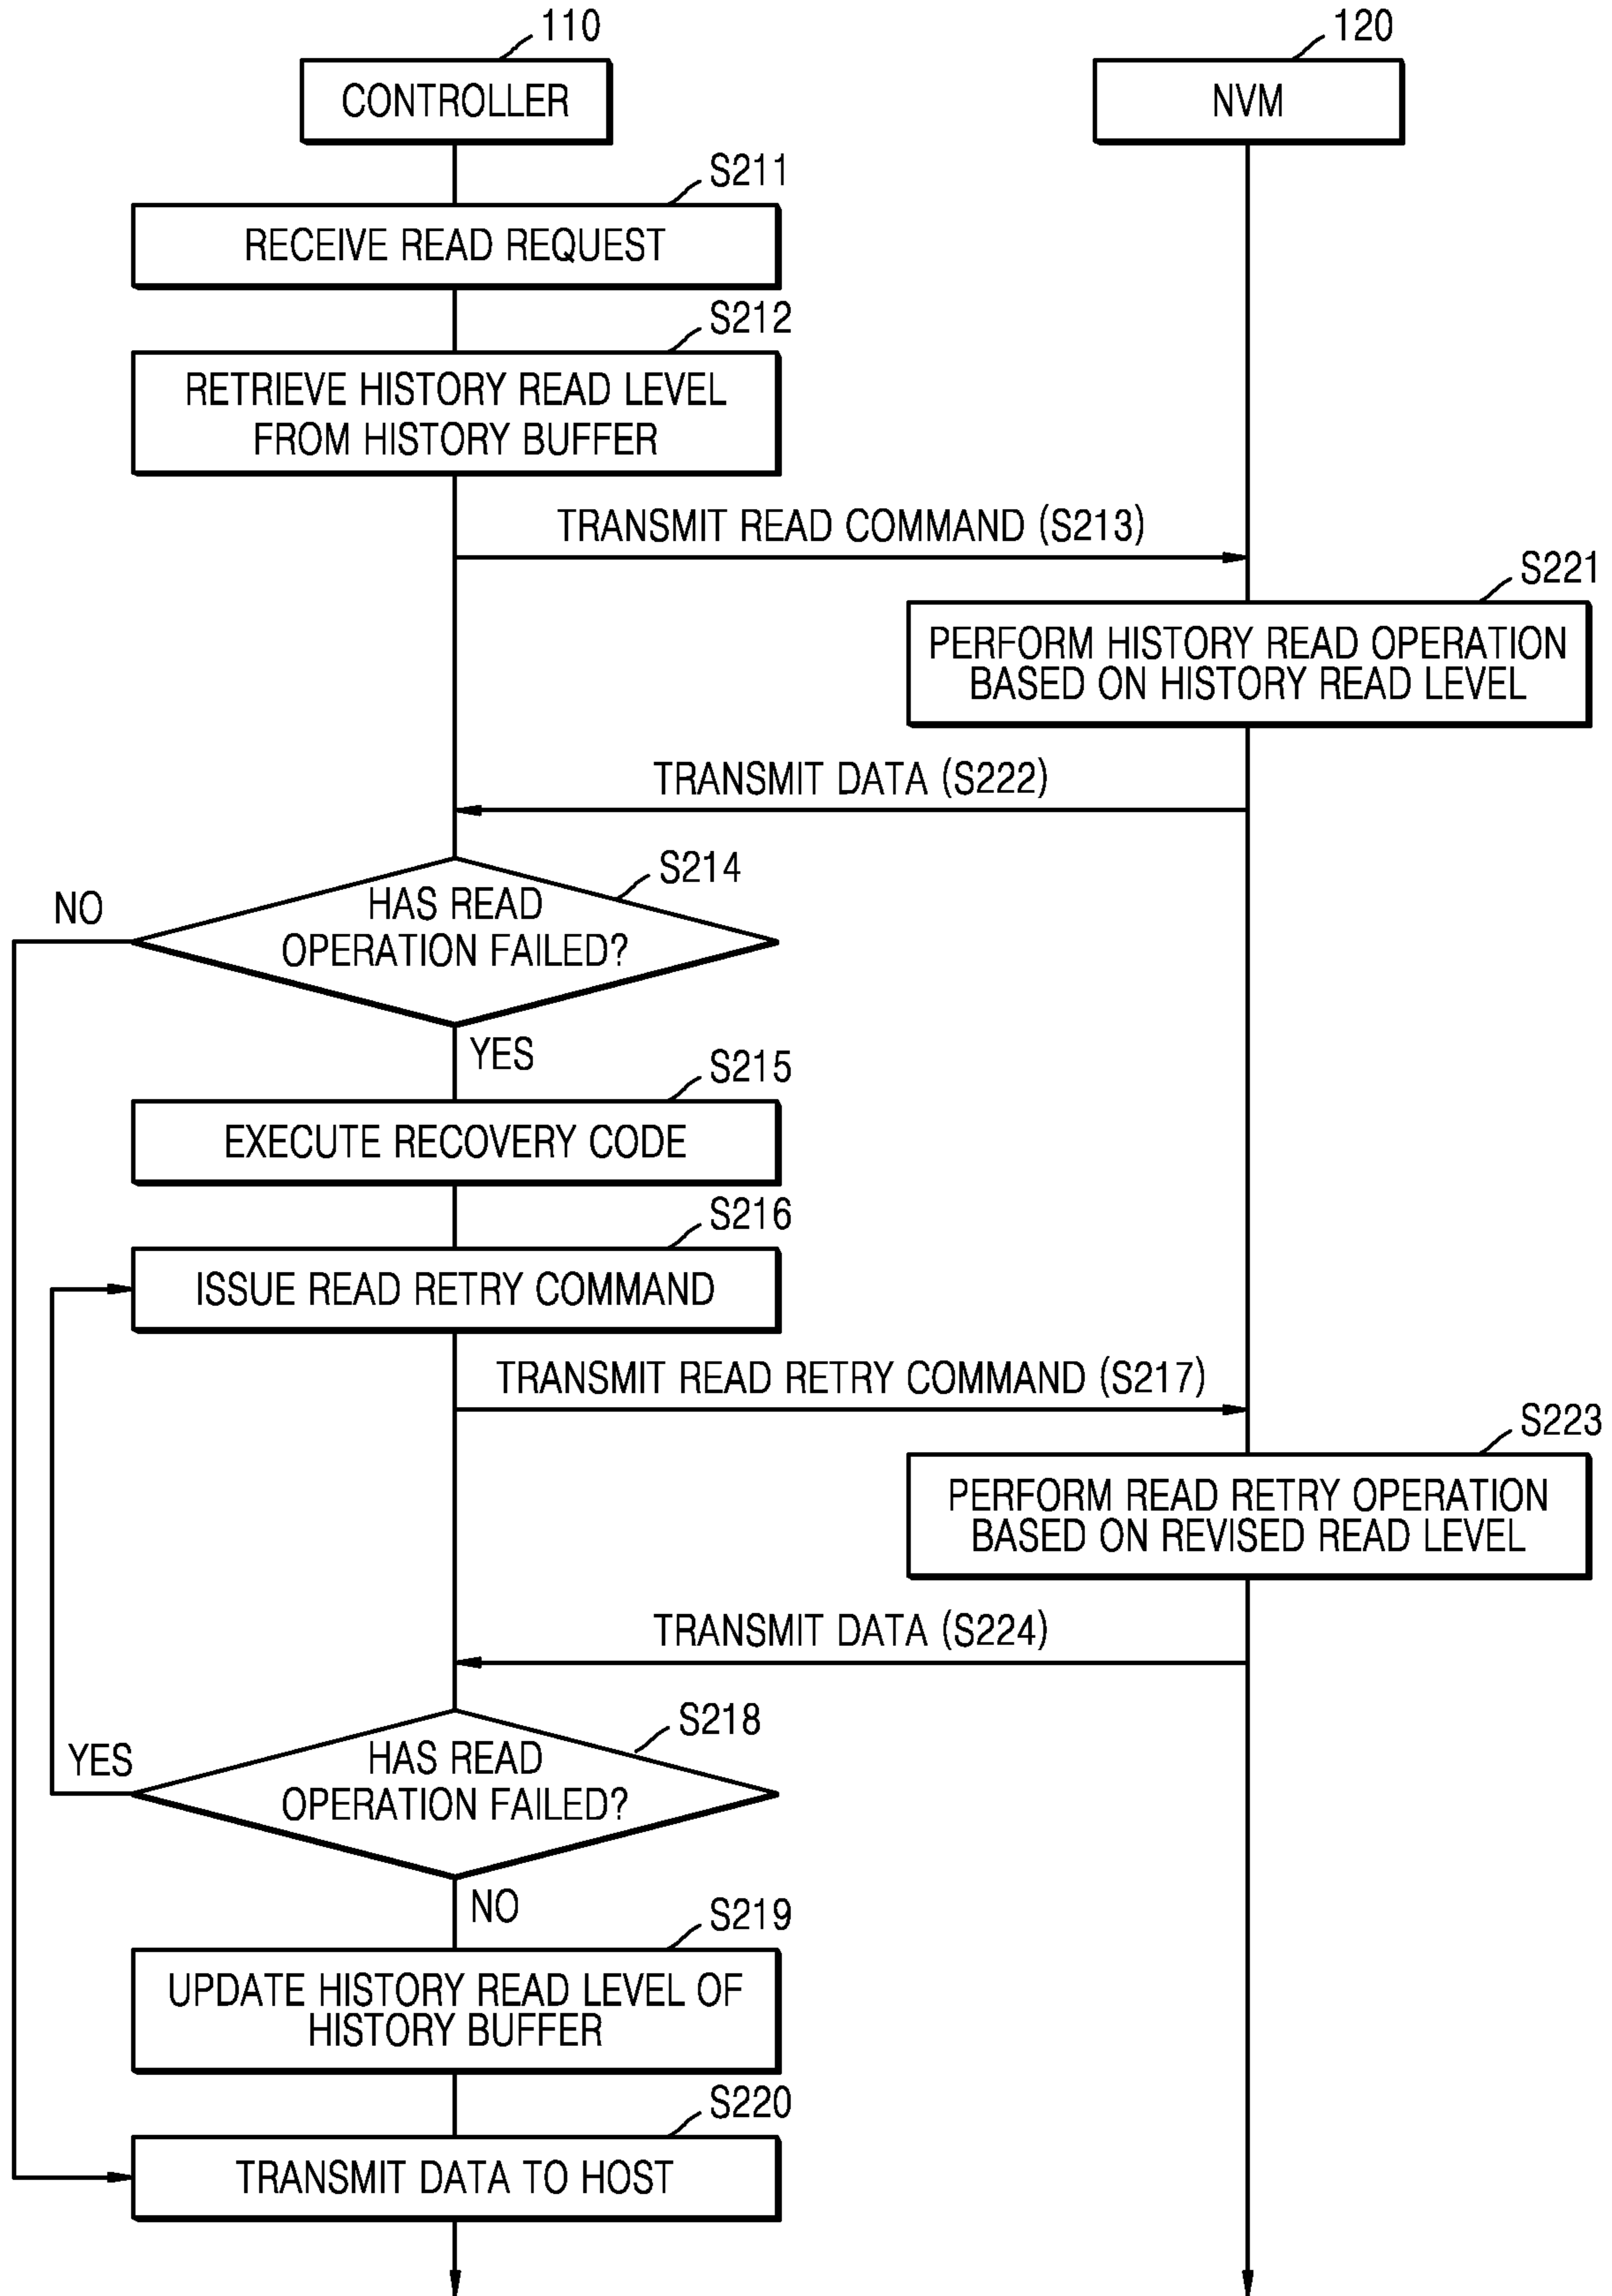 110
120
CONTROLLER
NVM
S211
RECEIVE READ REQUEST
S212
RETRIEVE HISTORY READ LEVEL
FROM HISTORY BUFFER
TRANSMIT READ COMMAND (S213)
S221
PERFORM HISTORY READ OPERATION
BASED ON HISTORY READ LEVEL
TRANSMIT DATA (S222)
S214
NO
HAS READ
OPERATION FAILED?
YES
S215
EXECUTE RECOVERY CODE
S216
ISSUE READ RETRY COMMAND
TRANSMIT READ RETRY COMMAND (S217)
S223
PERFORM READ RETRY OPERATION
BASED ON REVISED READ LEVEL
TRANSMIT DATA (S224)
S218
YES
HAS READ
OPERATION FAILED?
NO
S219
UPDATE HISTORY READ LEVEL OF
HISTORY BUFFER
S220
TRANSMIT DATA TO HOST